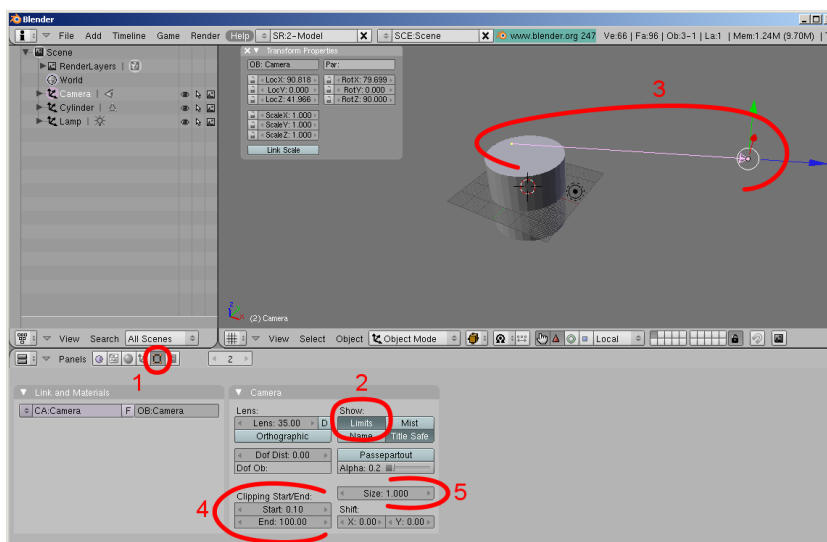 Blender
File Add Timeline Game Render Help SR:2-Model X SCE:Scene X www.blender.org 247 Ve:66 | Fa:96 | Ob:3-1 | La:1 | Mem:1.24M (9.70M) |
Scene
RenderLayers |
World
Camera |
Cylinder |
Lamp |
Transform Properties
OB: Camera Par:
LocX: 90.818 RotX: 79.699
LocY: 0.000 RotY: 0.000
LocZ: 41.966 RotZ: 90.000
ScaleX: 1.000
ScaleY: 1.000
ScaleZ: 1.000
Link Scale
3
z
x
(2) Camera
View Search All Scenes
View Select Object Object Mode Local
Panels 2
1
Link and Materials
CA:Camera F OB:Camera
Camera
2
Lens: Show:
Lens: 35.00 D Limits Mist
Orthographic Name Title Safe
Dof Dist: 0.00 Passepartout
Dof Ob: Alpha: 0.2
Size: 1.000 5
4 Clipping Start/End:
Start: 0.10 Shift:
End: 100.00 X: 0.00 Y: 0.00